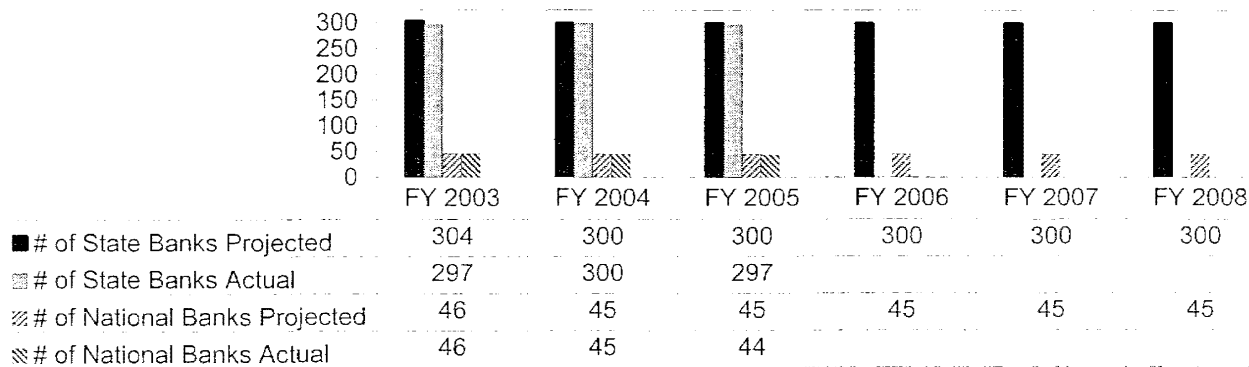 300
250
200
150
100
50
0
FY 2003 FY 2004 FY 2005 FY 2006 FY 2007 FY 2008
# of State Banks Projected 304 300 300 300 300 300
# of State Banks Actual 297 300 297
# of National Banks Projected 46 45 45 45 45 45
# of National Banks Actual 46 45 44